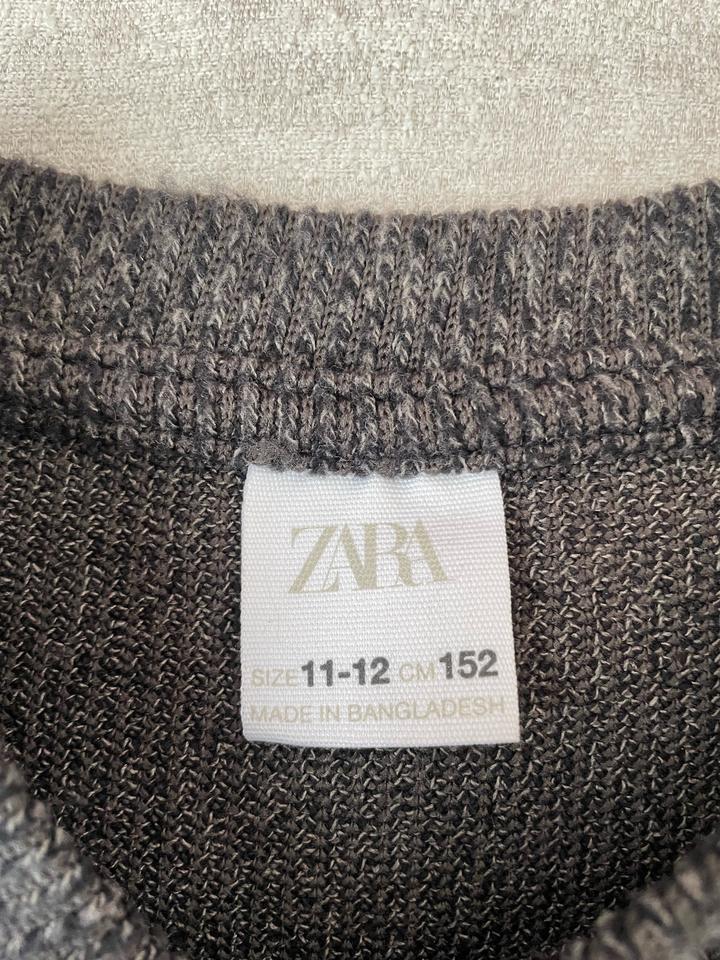 ZARA
SIZE 11-12 CM 152
MADE IN BANGLADESH